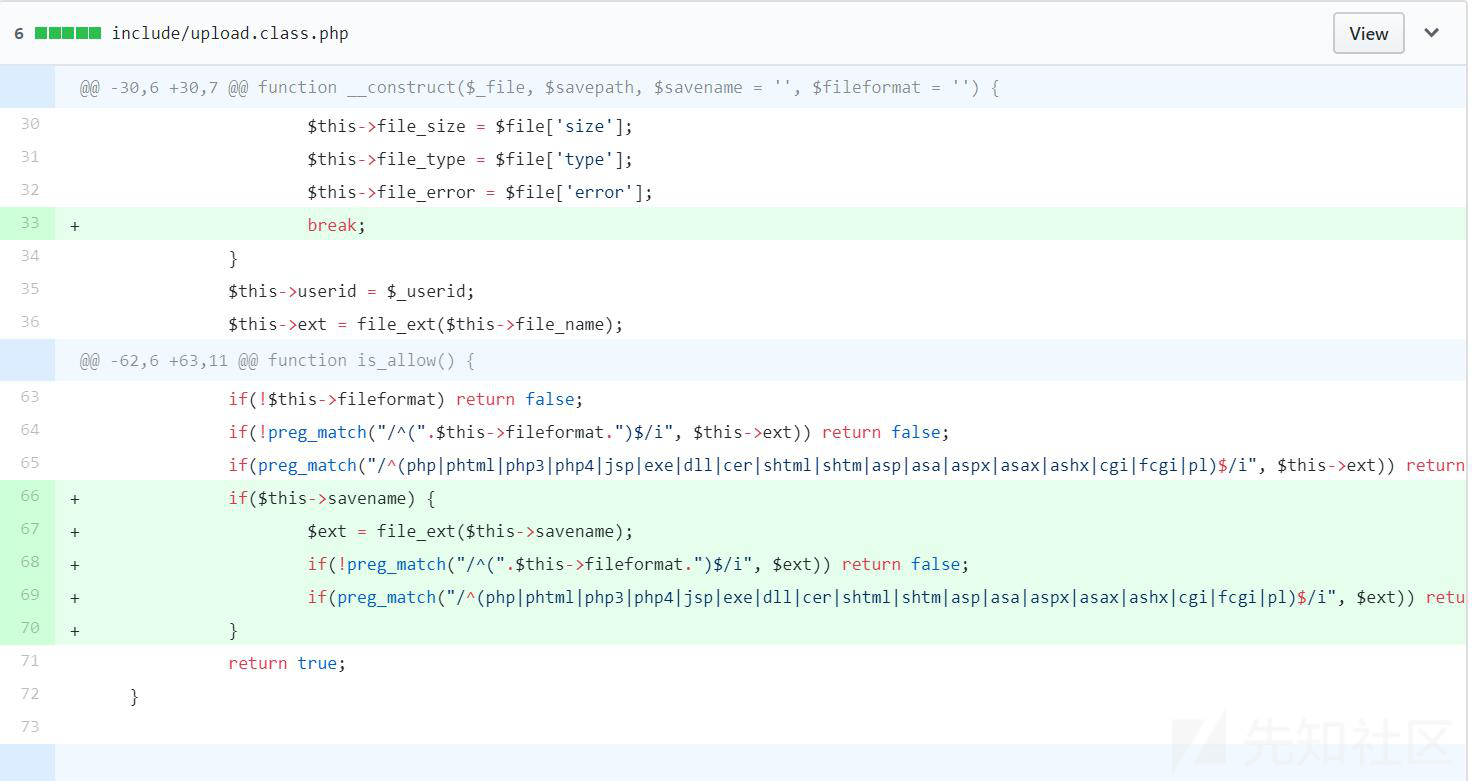 6 include/upload.class.php View
@@ -30,6 +30,7 @@ function __construct($_file, $savepath, $savename = '', $fileformat = '') {
30 $this->file_size = $file['size'];
31 $this->file_type = $file['type'];
32 $this->file_error = $file['error'];
33 + break;
34 }
35 $this->userid = $_userid;
36 $this->ext = file_ext($this->file_name);
@@ -62,6 +63,11 @@ function is_allow() {
63 if(!$this->fileformat) return false;
64 if(!preg_match("/^(".$this->fileformat.")$/i", $this->ext)) return false;
65 if(preg_match("/^(php|phtml|php3|php4|jsp|exe|dll|cer|shtml|shtm|asp|asa|aspx|asax|ashx|cgi|fcgi|pl)$/i", $this->ext)) return
66 + if($this->savename) {
67 + $ext = file_ext($this->savename);
68 + if(!preg_match("/^(".$this->fileformat.")$/i", $ext)) return false;
69 + if(preg_match("/^(php|phtml|php3|php4|jsp|exe|dll|cer|shtml|shtm|asp|asa|aspx|asax|ashx|cgi|fcgi|pl)$/i", $ext)) retu
70 + }
71 return true;
72 }
73
先知社区